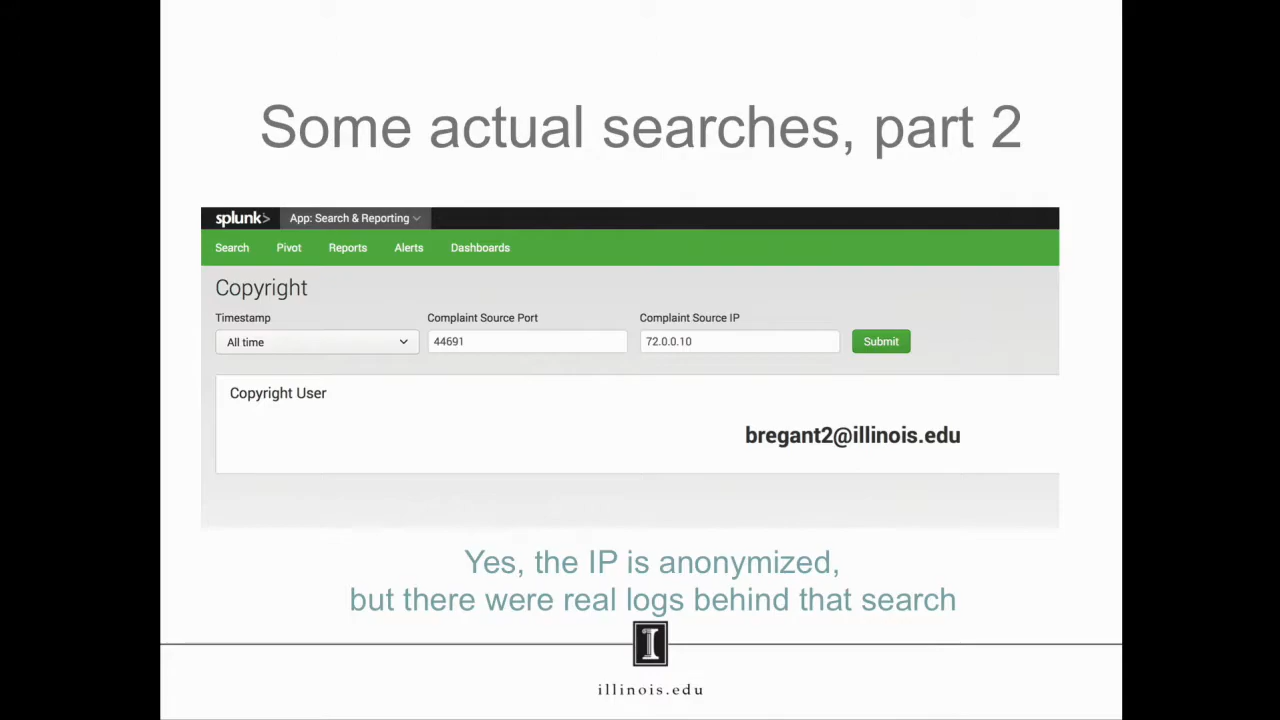 Some actual searches, part 2
splunk> App: Search & Reporting
Search Pivot Reports Alerts Dashboards
Copyright
Timestamp Complaint Source Port Complaint Source IP
All time 44691 72.0.0.10 Submit
Copyright User
bregant2@illinois.edu
Yes, the IP is anonymized,
but there were real logs behind that search
I
illinois.edu